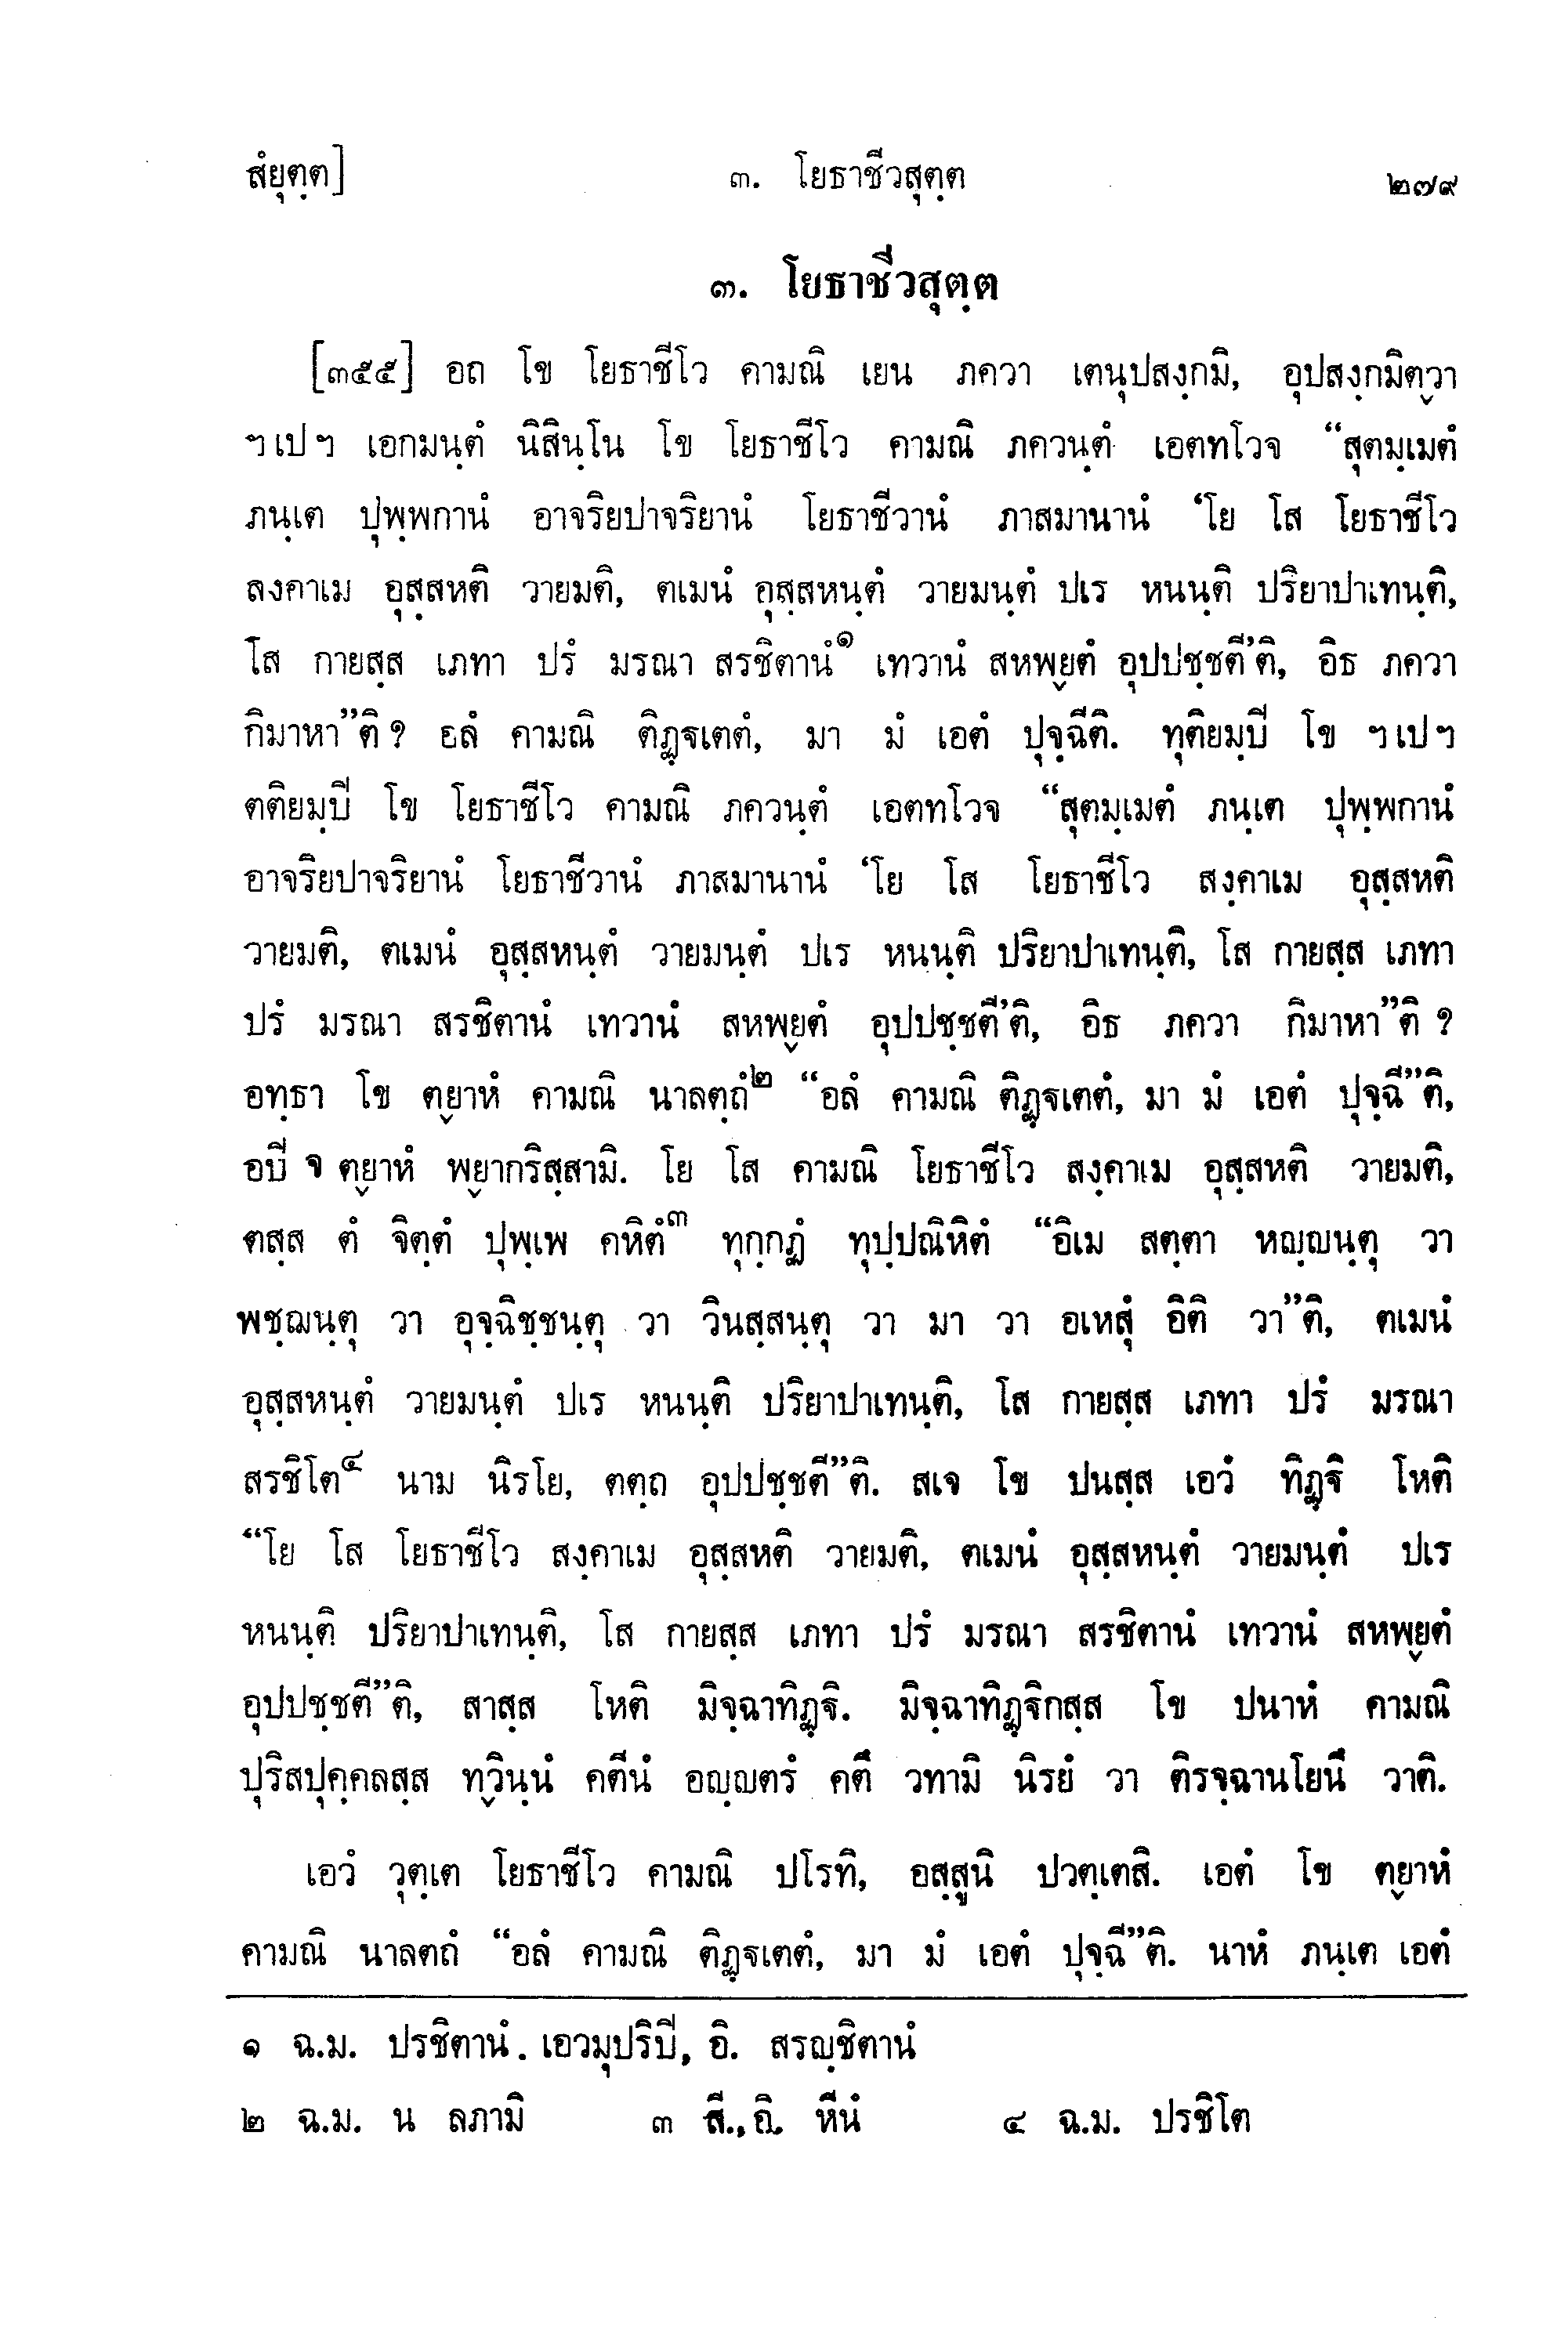 สํยุตฺต]
๓. โยธาชีวสุตฺต
๒๗๙
๓. โยธาชีวสุตฺต
[๓๕๕] อถ โข โยธาชีโว คามณิ เยน ภควา เตนุปสงฺกมิ, อุปสงฺกมิตฺวา
ฯเปฯ เอกมนฺตํ นิสินฺโน โข โยธาชีโว คามณิ ภควนฺตํ เอตทโวจ “สุตมฺเมตํ
ภนฺเต ปุพฺพกานํ อาจริยปาจริยานํ โยธาชีวานํ ภาสมานานํ ‘โย โส โยธาชีโว
สงคาเม อุสฺสหติ วายมติ, ตเมนํ อุสฺสหนฺตํ วายมนฺตํ ปเร หนนฺติ ปริยาปาเทนฺติ,
โส กายสฺส เภทา ปรํ มรณา สรชิตานํ๑ เทวานํ สหพฺยตํ อุปปชฺชตี’ติ, อิธ ภควา
กิมาหา”ติ? อลํ คามณิ ติฏฺฐเตตํ, มา มํ เอตํ ปุจฺฉีติ. ทุติยมฺปี โข ฯเปฯ
ตติยมฺปี โข โยธาชีโว คามณิ ภควนฺตํ เอตทโวจ “สุตมฺเมตํ ภนฺเต ปุพฺพกานํ
อาจริยปาจริยานํ โยธาชีวานํ ภาสมานานํ ‘โย โส โยธาชีโว สงฺคาเม อุสฺสหติ
วายมติ, ตเมนํ อุสฺสหนฺตํ วายมนฺตํ ปเร หนนฺติ ปริยาปาเทนฺติ, โส กายสฺส เภทา
ปรํ มรณา สรชิตานํ เทวานํ สหพฺยตํ อุปปชฺชตี’ติ, อิธ ภควา กิมาหา”ติ?
อทฺธา โข ตฺยาหํ คามณิ นาลตฺถํ๒ “อลํ คามณิ ติฏฺฐเตตํ, มา มํ เอตํ ปุจฺฉี”ติ,
อปี จ ตฺยาหํ พฺยากริสฺสามิ. โย โส คามณิ โยธาชีโว สงฺคาเม อุสฺสหติ วายมติ,
ตสฺส ตํ จิตฺตํ ปุพฺเพ คหิตํ๓ ทุกฺกฏํ ทุปฺปณิหิตํ “อิเม สตฺตา หญฺญนฺตุ วา
พชฺฌนฺตุ วา อุจฺฉิชฺชนฺตุ วา วินสฺสนฺตุ วา มา วา อเหสุํ อิติ วา”ติ, ตเมนํ
อุสฺสหนฺตํ วายมนฺตํ ปเร หนนฺติ ปริยาปาเทนฺติ, โส กายสฺส เภทา ปรํ มรณา
สรชิโต๔ นาม นิรโย, ตตฺถ อุปปชฺชตี”ติ. สเจ โข ปนสฺส เอวํ ทิฏฺฐิ โหติ
“โย โส โยธาชีโว สงฺคาเม อุสฺสหติ วายมติ, ตเมนํ อุสฺสหนฺตํ วายมนฺตํ ปเร
หนนฺติ ปริยาปาเทนฺติ, โส กายสฺส เภทา ปรํ มรณา สรชิตานํ เทวานํ สหพฺยตํ
อุปปชฺชตี”ติ, สาสฺส โหติ มิจฺฉาทิฏฺฐิ. มิจฺฉาทิฏฺฐิกสฺส โข ปนาหํ คามณิ
ปุริสปุคฺคลสฺส ทฺวินฺนํ คตีนํ อญฺญตรํ คตึ วทามิ นิรยํ วา ติรจฺฉานโยนึ วาติ.
เอวํ วุตฺเต โยธาชีโว คามณิ ปโรทิ, อสฺสูนิ ปวตฺเตสิ. เอตํ โข ตฺยาหํ
คามณิ นาลตถํ “อลํ คามณิ ติฏฺฐเตตํ, มา มํ เอตํ ปุจฺฉี”ติ. นาหํ ภนฺเต เอตํ
๑ ฉ.ม. ปรชิตานํ. เอวมุปริปี, อิ. สรญฺชิตานํ
๒ ฉ.ม. น ลภามิ ๓ สี.,อิ. หีนํ ๔ ฉ.ม. ปรชิโต